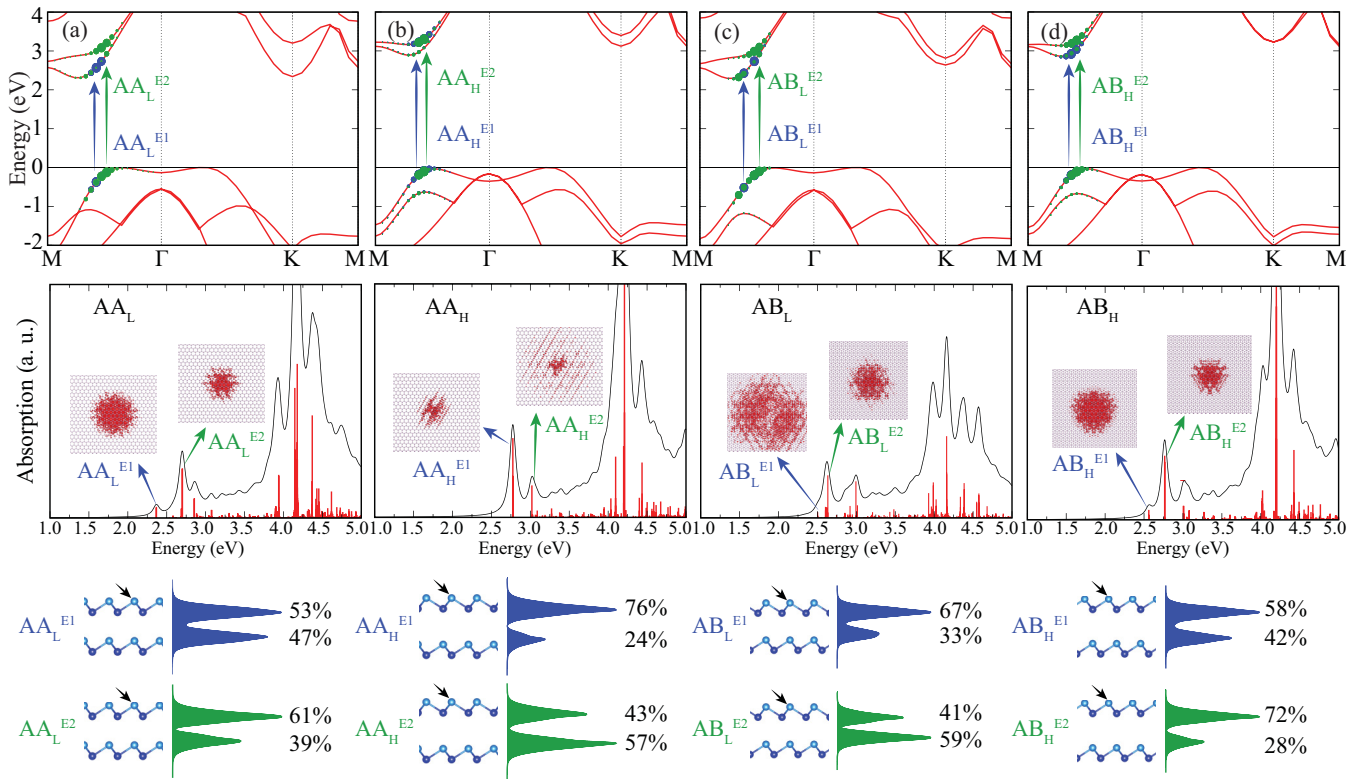 (a) (b) (c) (d)
Energy (eV)
4
3
2
1
0
-1
-2
AA_L^E2 AA_H^E2 AB_L^E2 AB_H^E2
AA_L^E1 AA_H^E1 AB_L^E1 AB_H^E1
M Γ K M M Γ K M M Γ K M M Γ K M
Absorption (a. u.)
AA_L AA_H AB_L AB_H
AA_L^E2 AA_H^E2 AB_L^E2 AB_H^E2
AA_L^E1 AA_H^E1 AB_L^E1 AB_H^E1
1.0 1.5 2.0 2.5 3.0 3.5 4.0 4.5 5.0
1.0 1.5 2.0 2.5 3.0 3.5 4.0 4.5 5.0
1.0 1.5 2.0 2.5 3.0 3.5 4.0 4.5 5.0
1.0 1.5 2.0 2.5 3.0 3.5 4.0 4.5 5.0
Energy (eV) Energy (eV) Energy (eV) Energy (eV)
AA_L^E1 53% 47%
AA_H^E1 76% 24%
AB_L^E1 67% 33%
AB_H^E1 58% 42%
AA_L^E2 61% 39%
AA_H^E2 43% 57%
AB_L^E2 41% 59%
AB_H^E2 72% 28%